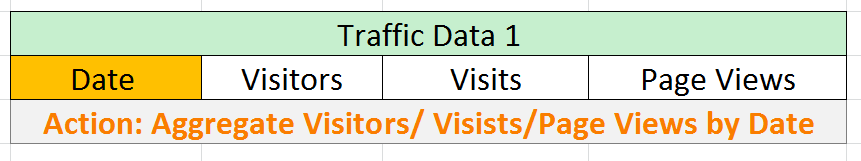 Traffic Data 1
Date Visitors Visits Page Views
Action: Aggregate Visitors/ Visists/Page Views by Date